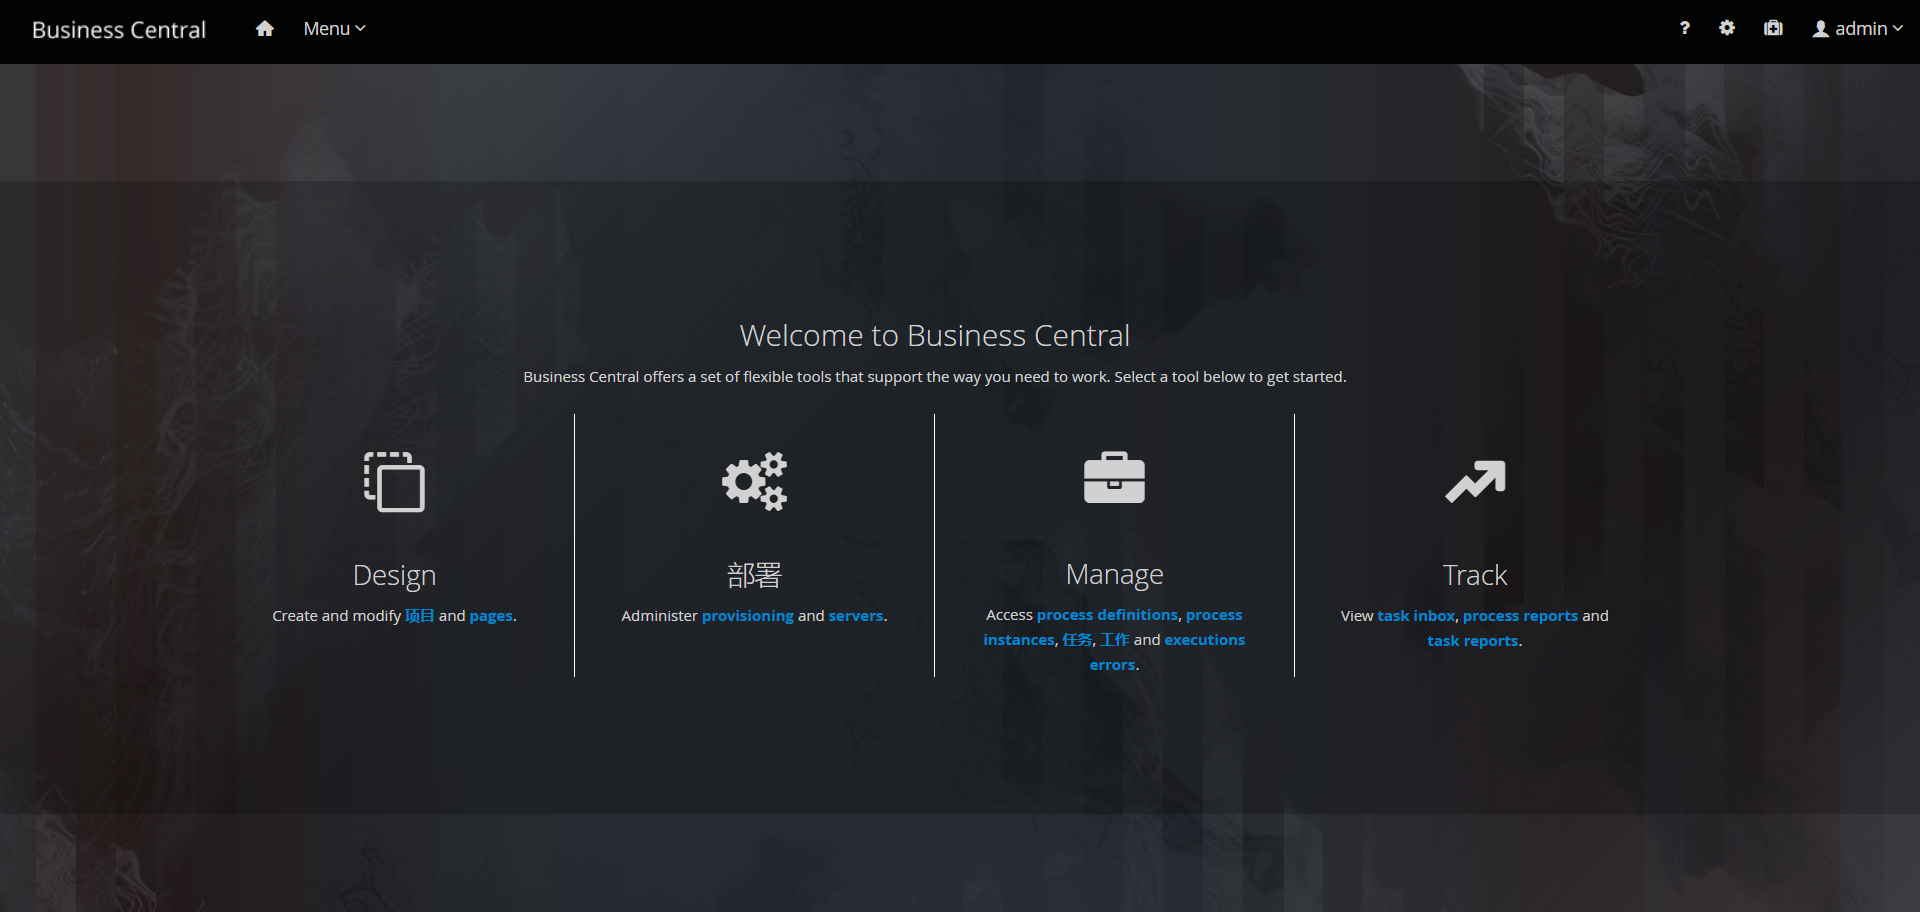 Business Central Menu ? admin
Welcome to Business Central
Business Central offers a set of flexible tools that support the way you need to work. Select a tool below to get started.
Design
Create and modify 项目 and pages.
部署
Administer provisioning and servers.
Manage
Access process definitions, process
instances, 任务, 工作 and executions
errors.
Track
View task inbox, process reports and
task reports.